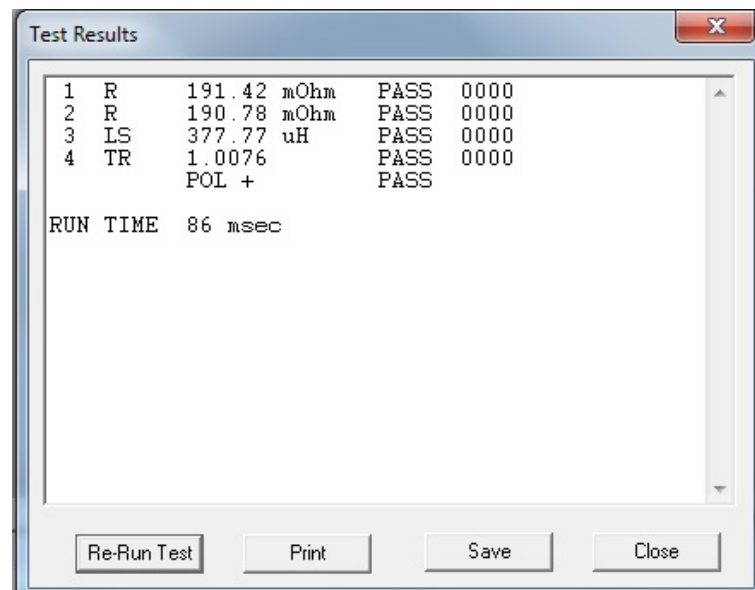 Test Results
1 R 191.42 mOhm PASS 0000
2 R 190.78 mOhm PASS 0000
3 LS 377.77 uH PASS 0000
4 TR 1.0076 PASS 0000
POL + PASS
RUN TIME 86 msec
Re-Run Test Print Save Close